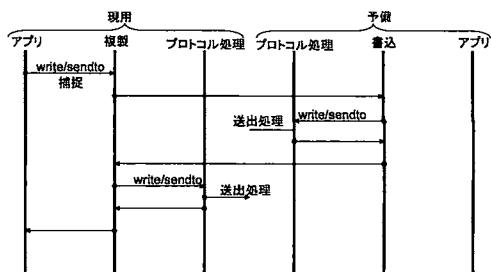 現用
予備
アプリ
複製
プロトコル処理
プロトコル処理
書込
アプリ
write/sendto
捕捉
write/sendto
送出処理
write/sendto
送出処理